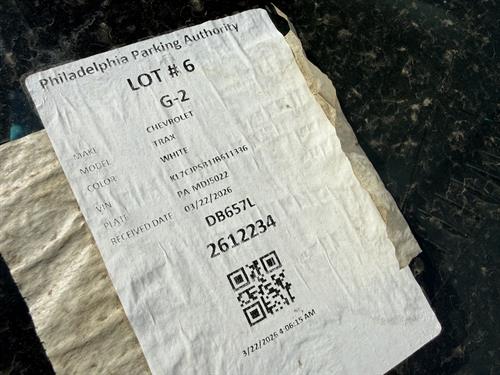 Philadelphia Parking Authority
LOT # 6
G-2
MAKE CHEVROLET
MODEL TRAX
COLOR WHITE
VIN
PLATE PA MDJ5022
RECEIVED DATE 03/22/2026
DB657L
2612234
3/22/2026 4:06:15 AM